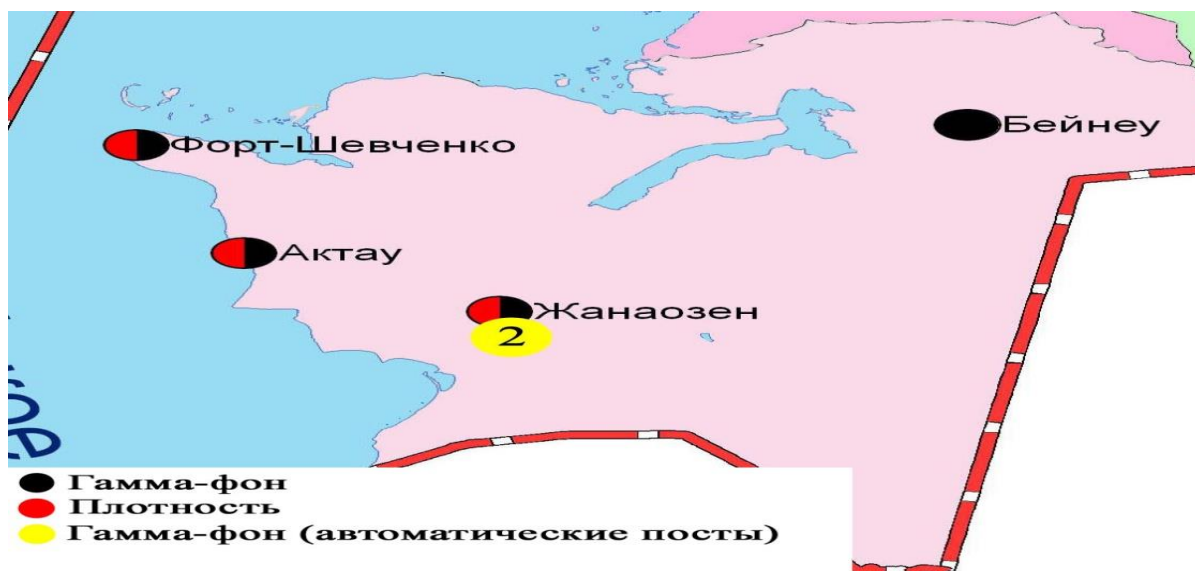 Бейнеу
Форт-Шевченко
Актау
Жанаозен
2
Гамма-фон
Плотность
Гамма-фон (автоматические посты)